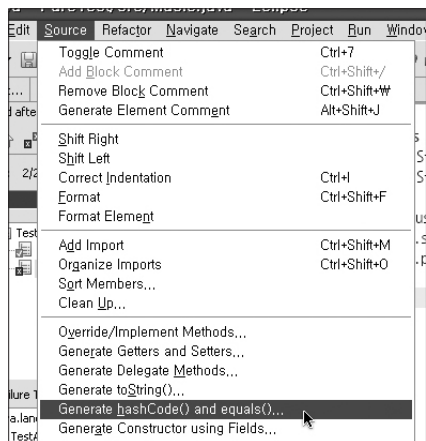 Edit Source Refactor Navigate Search Project Run Window
Toggle Comment Ctrl+7
Add Block Comment Ctrl+Shift+/
Remove Block Comment Ctrl+Shift+₩
Generate Element Comment Alt+Shift+J
Shift Right
Shift Left
2/2
Correct Indentation Ctrl+I
Format Ctrl+Shift+F
Format Element
Add Import Ctrl+Shift+M
Organize Imports Ctrl+Shift+O
Sort Members...
Clean Up...
Override/Implement Methods...
Generate Getters and Setters...
Generate Delegate Methods...
Generate toString()...
Generate hashCode() and equals()...
Generate Constructor using Fields...